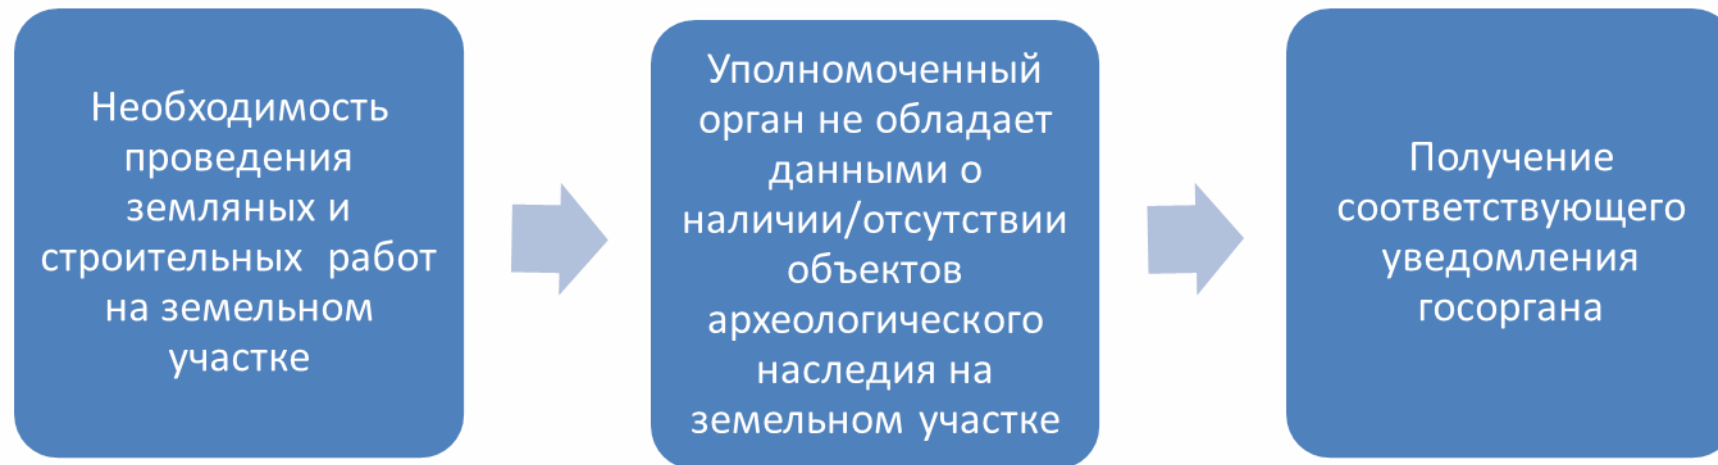 Необходимость
проведения
земляных и
строительных работ
на земельном
участке
Уполномоченный
орган не обладает
данными о
наличии/отсутствии
объектов
археологического
наследия на
земельном участке
Получение
соответствующего
уведомления
госоргана